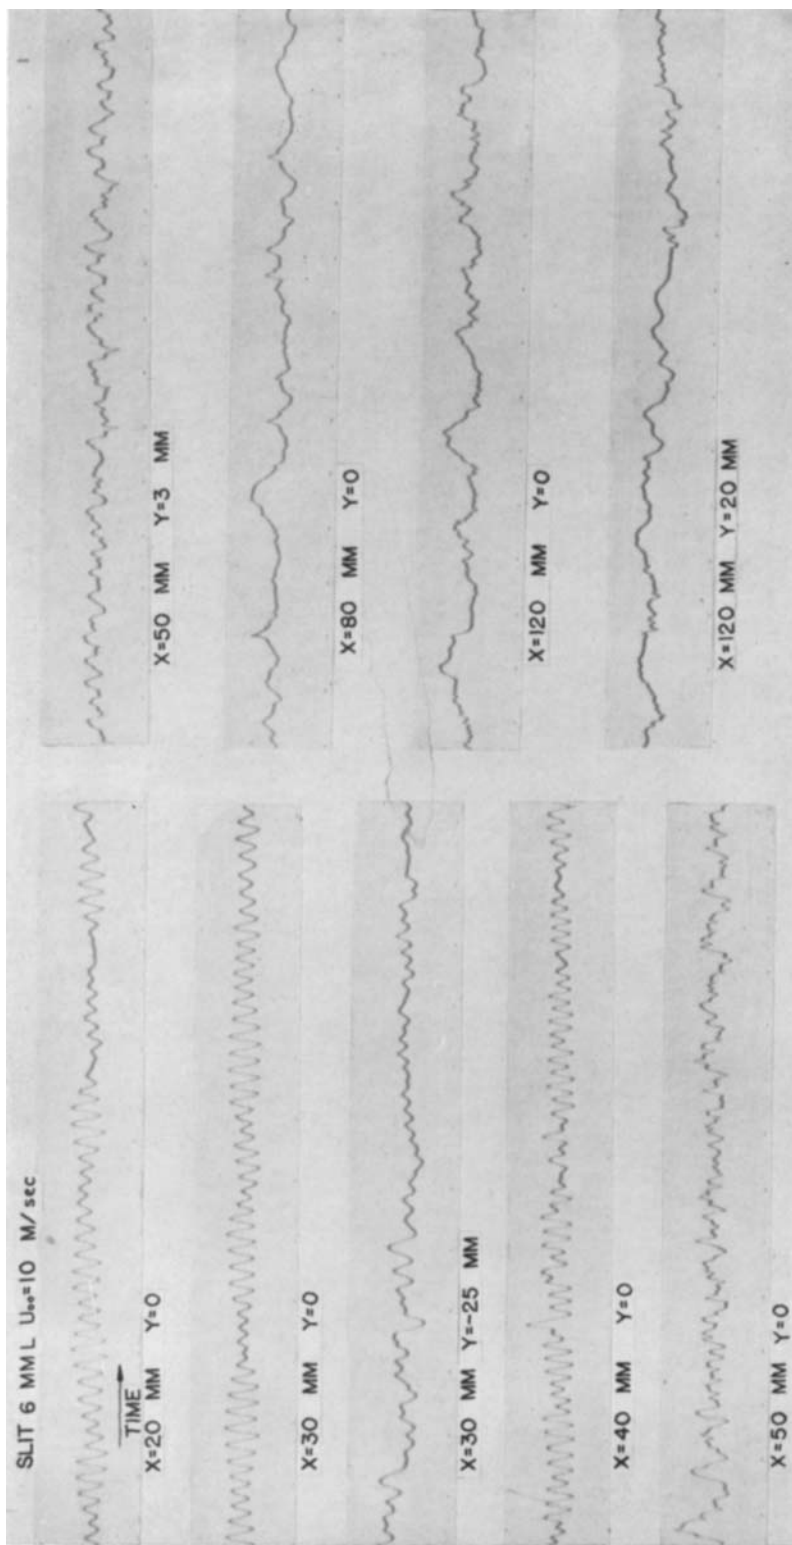 SLIT 6 MM L U∞=10 M/sec
TIME
X=20 MM Y=0
X=30 MM Y=0
X=30 MM Y=-25 MM
X=40 MM Y=0
X=50 MM Y=0
X=50 MM Y=3 MM
X=80 MM Y=0
X=120 MM Y=0
X=120 MM Y=20 MM